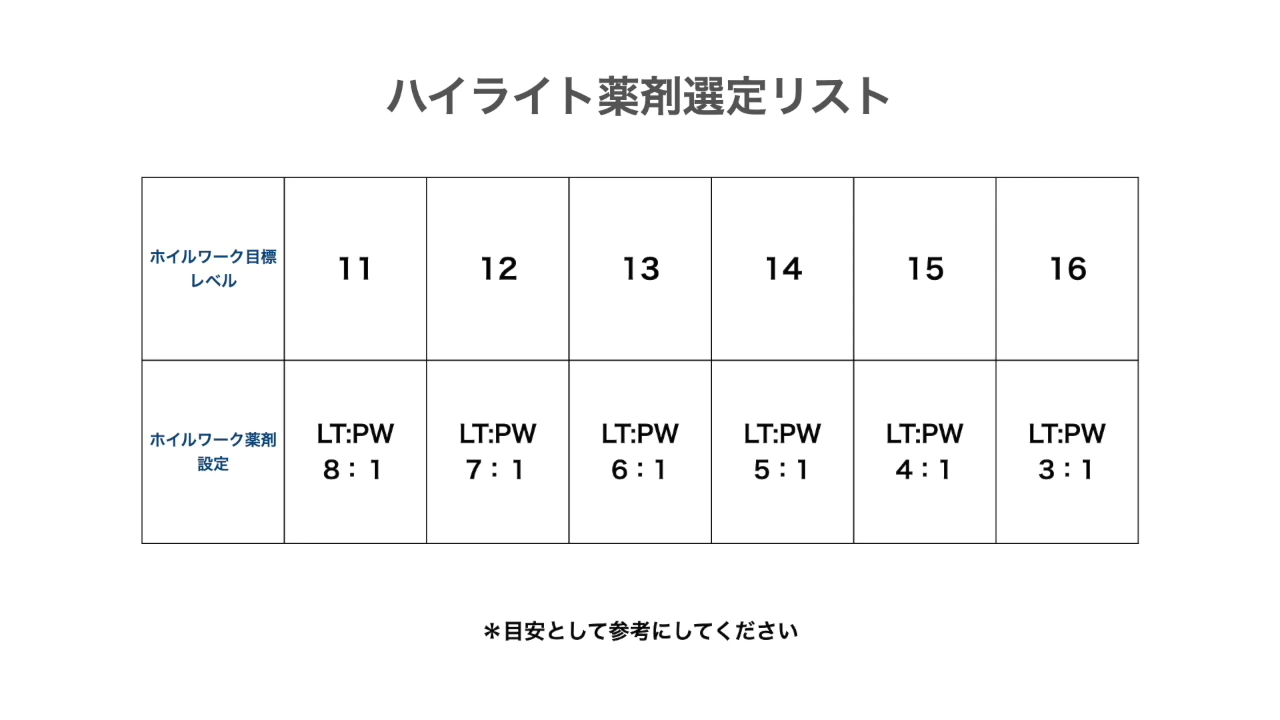 ハイライト薬剤選定リスト
ホイルワーク目標
レベル
11
12
13
14
15
16
ホイルワーク薬剤
設定
LT:PW
8：1
LT:PW
7：1
LT:PW
6：1
LT:PW
5：1
LT:PW
4：1
LT:PW
3：1
＊目安として参考にしてください